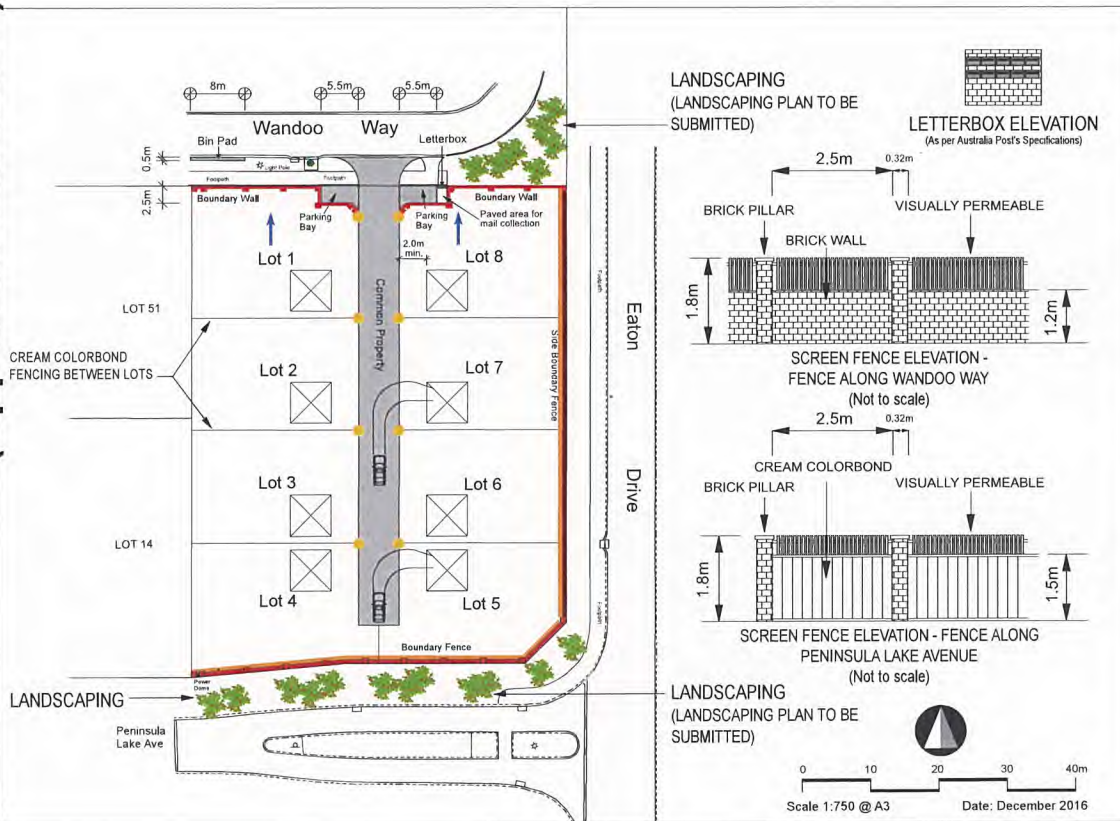 8m
5.5m
5.5m
Wandoo Way
Bin Pad
Letterbox
0.5m
Light Pole
Footpath
Footpath
2.5m
Boundary Wall
Boundary Wall
Parking
Bay
Parking
Bay
Paved area for
mail collection
2.0m
min.
Lot 1
Lot 8
LOT 51
Common Property
Footpath
Eaton
Drive
CREAM COLORBOND
FENCING BETWEEN LOTS
Lot 2
Lot 7
Side Boundary Fence
Lot 3
Lot 6
LOT 14
Lot 4
Lot 5
Footpath
Boundary Fence
Power
Dome
LANDSCAPING
Peninsula
Lake Ave
LANDSCAPING
(LANDSCAPING PLAN TO BE
SUBMITTED)
LETTERBOX ELEVATION
(As per Australia Post's Specifications)
2.5m
0.32m
BRICK PILLAR
VISUALLY PERMEABLE
BRICK WALL
1.8m
1.2m
SCREEN FENCE ELEVATION -
FENCE ALONG WANDOO WAY
(Not to scale)
2.5m
0.32m
CREAM COLORBOND
BRICK PILLAR
VISUALLY PERMEABLE
1.8m
1.5m
SCREEN FENCE ELEVATION - FENCE ALONG
PENINSULA LAKE AVENUE
(Not to scale)
LANDSCAPING
(LANDSCAPING PLAN TO BE
SUBMITTED)
0 10 20 30 40m
Scale 1:750 @ A3
Date: December 2016